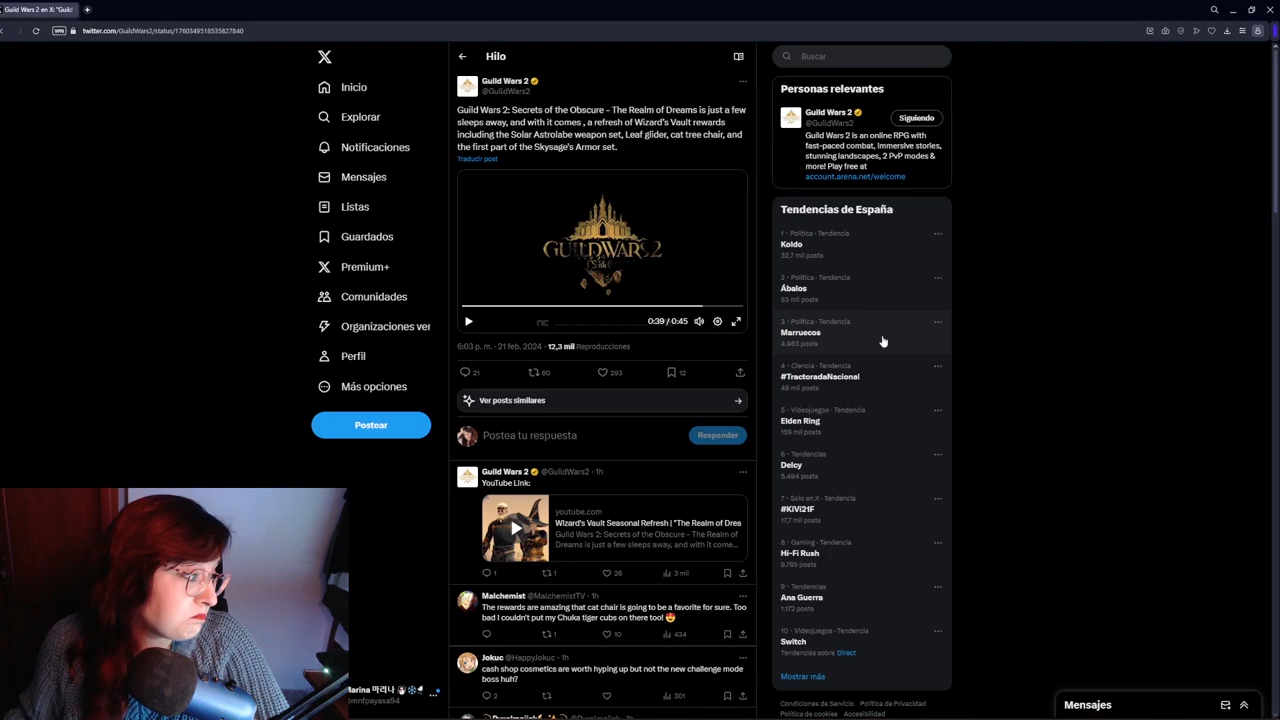 Guild Wars 2 en X: "Guil
VPN
twitter.com/GuildWars2/status/1760349518535827840
Inicio
Explorar
Notificaciones
Mensajes
Listas
Guardados
Premium+
Comunidades
Organizaciones ver
Perfil
Más opciones
Postear
Marina 마리나
mnfpayasa94
Hilo
Guild Wars 2
@GuildWars2
Guild Wars 2: Secrets of the Obscure - The Realm of Dreams is just a few
sleeps away, and with it comes , a refresh of Wizard's Vault rewards
including the Solar Astrolabe weapon set, Leaf glider, cat tree chair, and
the first part of the Skysage's Armor set.
Traducir post
GUILD WARS 2
0:39 / 0:45
6:03 p. m. · 21 feb. 2024 · 12,3 mil Reproducciones
21 80 293 12
Ver posts similares
Postea tu respuesta
Responder
Guild Wars 2 @GuildWars2 · 1h
YouTube Link:
youtube.com
Wizard's Vault Seasonal Refresh | "The Realm of Drea
Guild Wars 2: Secrets of the Obscure - The Realm of
Dreams is just a few sleeps away, and with it come...
1 1 26 3 mil
Malchemist @MalchemistTV · 1h
The rewards are amazing that cat chair is going to be a favorite for sure. Too
bad I couldn't put my Chuka tiger cubs on there too! 😍
1 10 434
Jokuc @HappyJokuc · 1h
cash shop cosmetics are worth hyping up but not the new challenge mode
boss huh?
2 301
Buscar
Personas relevantes
Guild Wars 2
@GuildWars2
Siguiendo
Guild Wars 2 is an online RPG with
fast-paced combat, immersive stories,
stunning landscapes, 2 PvP modes &
more! Play free at
account.arena.net/welcome
Tendencias de España
1 · Política · Tendencia
Koldo
32,7 mil posts
2 · Política · Tendencia
Ábalos
53 mil posts
3 · Política · Tendencia
Marruecos
4.963 posts
4 · Ciencia · Tendencia
#TractoradaNacional
48 mil posts
5 · Videojuegos · Tendencia
Elden Ring
159 mil posts
6 · Tendencias
Delcy
5.494 posts
7 · Solo en X · Tendencia
#KiVi21F
17,7 mil posts
8 · Gaming · Tendencia
Hi-Fi Rush
9.765 posts
9 · Tendencias
Ana Guerra
1.172 posts
10 · Videojuegos · Tendencia
Switch
Tendencias sobre Direct
Mostrar más
Condiciones de Servicio Política de Privacidad
Política de cookies Accesibilidad
Mensajes